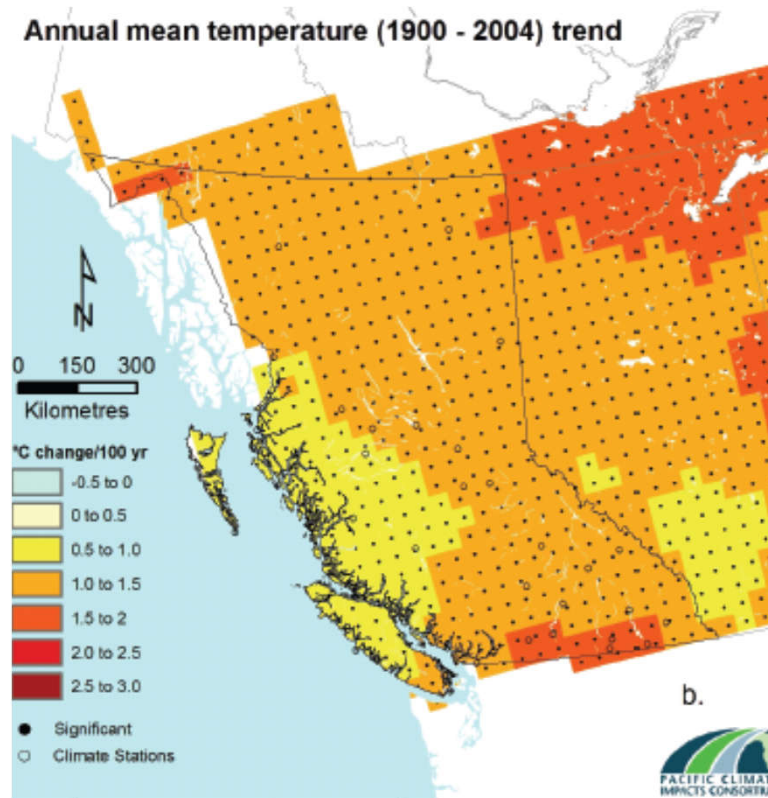 Annual mean temperature (1900 - 2004) trend
N
0 150 300
Kilometres
°C change/100 yr
-0.5 to 0
0 to 0.5
0.5 to 1.0
1.0 to 1.5
1.5 to 2
2.0 to 2.5
2.5 to 3.0
Significant
Climate Stations
b.
PACIFIC CLIMAT
IMPACTS CONSORTIU